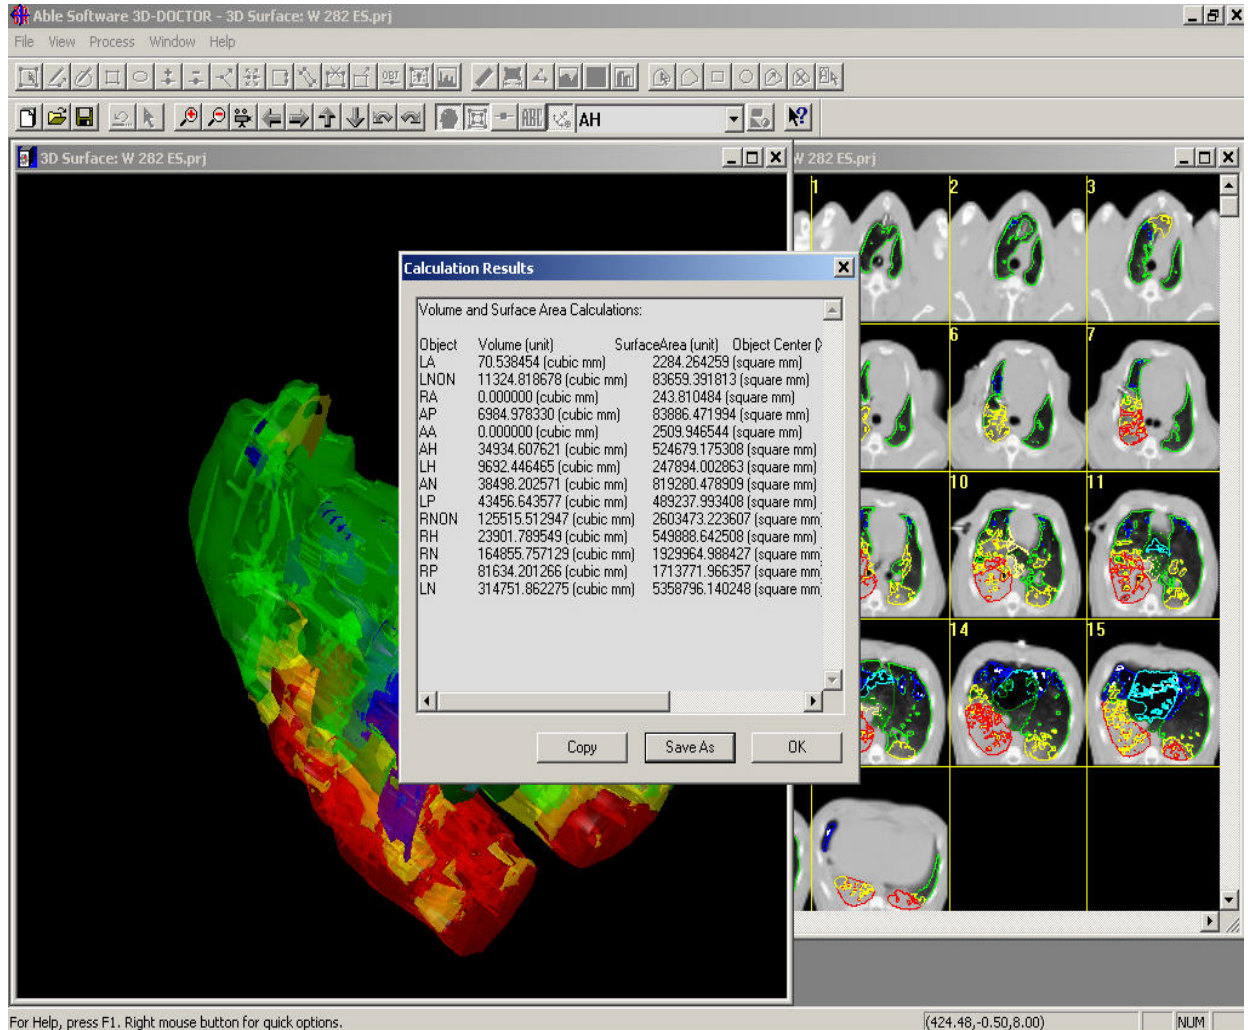 Able Software 3D-DOCTOR - 3D Surface: W 282 ES.prj
File View Process Window Help
OBT
ABC AH
3D Surface: W 282 ES.prj
W 282 ES.prj
1 2 3
6 7
10 11
14 15
Calculation Results
Volume and Surface Area Calculations:
Object Volume (unit) SurfaceArea (unit) Object Center
LA 70.538454 (cubic mm) 2284.264259 (square mm)
LNON 11324.818678 (cubic mm) 83659.391813 (square mm)
RA 0.000000 (cubic mm) 243.810484 (square mm)
AP 6984.978330 (cubic mm) 83886.471994 (square mm)
AA 0.000000 (cubic mm) 2509.946544 (square mm)
AH 34934.607621 (cubic mm) 524679.175308 (square mm)
LH 9692.446465 (cubic mm) 247894.002863 (square mm)
AN 38498.202571 (cubic mm) 819280.478909 (square mm)
LP 43456.643577 (cubic mm) 489237.993408 (square mm)
RNON 125515.512947 (cubic mm) 2603473.223607 (square mm
RH 23901.789549 (cubic mm) 549888.642508 (square mm)
RN 164855.757129 (cubic mm) 1929964.988427 (square mm
RP 81634.201266 (cubic mm) 1713771.966357 (square mm
LN 314751.862275 (cubic mm) 5358796.140248 (square mm
Copy Save As OK
For Help, press F1. Right mouse button for quick options. (424.48,-0.50,8.00) NUM